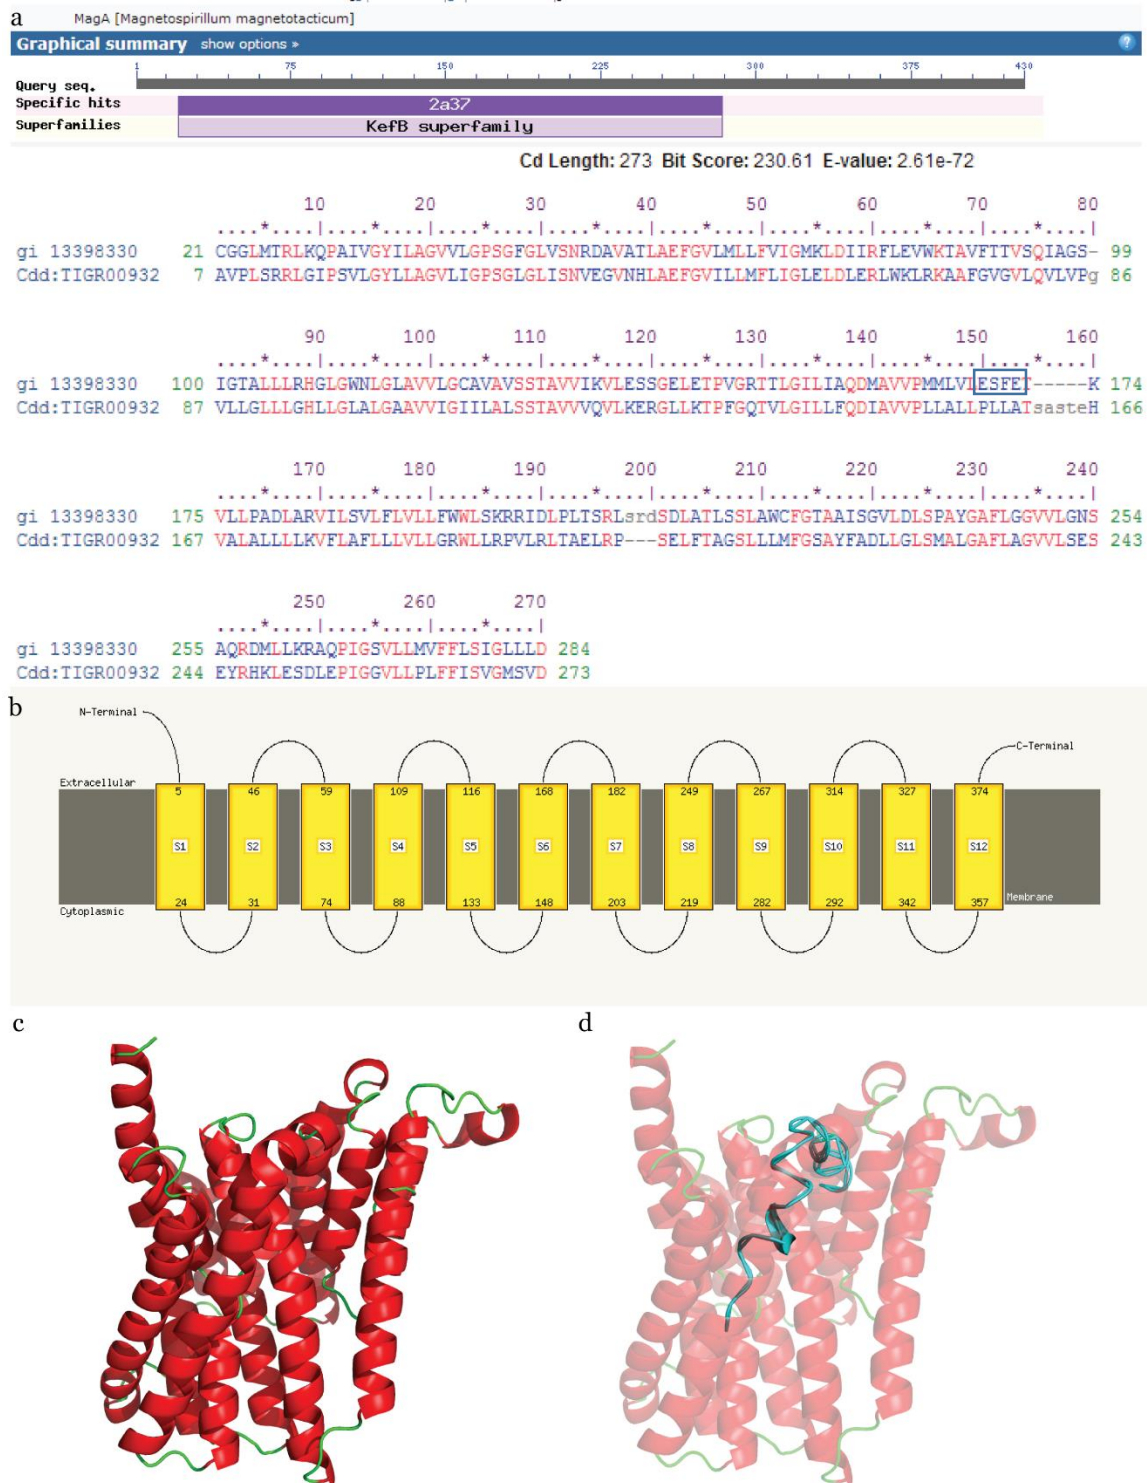 a
MagA [Magnetospirillum magnetotacticum]
Graphical summary show options » ?
1 75 150 225 300 375 430
Query seq.
Specific hits 2a37
Superfamilies KefB superfamily
Cd Length: 273 Bit Score: 230.61 E-value: 2.61e-72
10 20 30 40 50 60 70 80
....*....|....*....|....*....|....*....|....*....|....*....|....*....|....*....|
gi 13398330 21 CGGLMTRLKQPAIVGYILAGVVLGPSGFGLVSNRDAVATLAEFGVLMLLFVIGMKLDIIRFLEVWKTAVFTTVSQIAGS- 99
Cdd:TIGR00932 7 AVPLSRRLGIPSVLGYLLAGVLIGPSGLGLISNVEGVNHLAEFGVILLMFLIGLELDLERLWKLRKAAFGVGVLQVLVPg 86
90 100 110 120 130 140 150 160
....*....|....*....|....*....|....*....|....*....|....*....|....*....|....*....|
gi 13398330 100 IGTALLLRHGLGWNLGLAVVLGCAVAVSSTAVVIKVLESSGELETPVGRTTLGILIAQDMAVVPMMLVLESFET-----K 174
Cdd:TIGR00932 87 VLLGLLLGHLLGLALGAAVVIGIILALSSTAVVVQVLKERGLLKTPFGQTVLGILLFQDIAVVPLLALLPLLATsasteH 166
170 180 190 200 210 220 230 240
....*....|....*....|....*....|....*....|....*....|....*....|....*....|....*....|
gi 13398330 175 VLLPADLARVILSVLFLVLLFWWLSKRRIDLPLTSRLsrdSDLATLSSLAWCFGTAAISGVLDLSPAYGAFLGGVVLGNS 254
Cdd:TIGR00932 167 VALALLLLKVFLAFLLLVLLGRWLLRPVLRLTAELRP---SELFTAGSLLLMFGSAYFADLLGLSMALGAFLAGVVLSES 243
250 260 270
....*....|....*....|....*....|
gi 13398330 255 AQRDMLLKRAQPIGSVLLMVFFLSIGLLLD 284
Cdd:TIGR00932 244 EYRHKLESDLEPIGGVLLPLFFISVGMSVD 273
b
N-Terminal
C-Terminal
Extracellular
5 46 59 109 116 168 182 249 267 314 327 374
S1 S2 S3 S4 S5 S6 S7 S8 S9 S10 S11 S12
24 31 74 88 133 148 203 219 282 292 342 357
Membrane
Cytoplasmic
c d